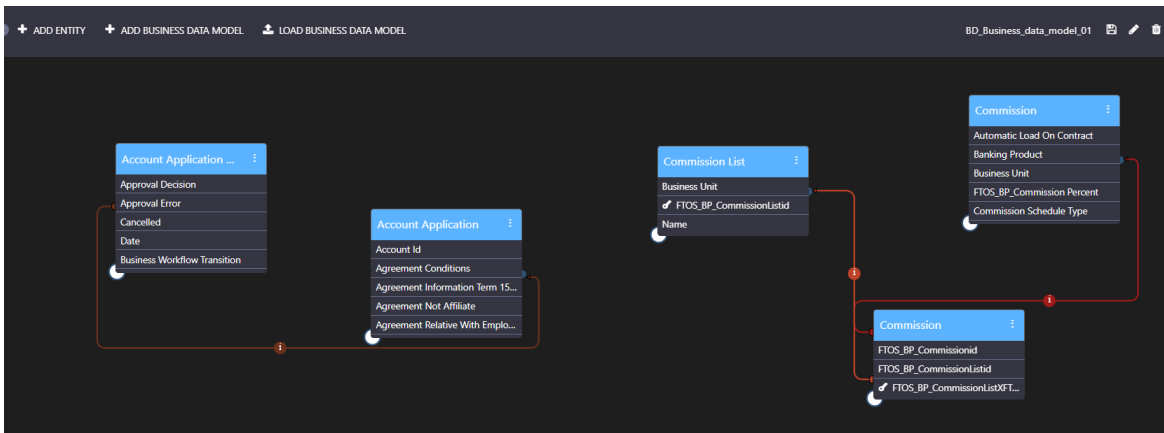 + ADD ENTITY + ADD BUSINESS DATA MODEL LOAD BUSINESS DATA MODEL BD_Business_data_model_01
Account Application ...
Approval Decision
Approval Error
Cancelled
Date
Business Workflow Transition
Account Application
Account Id
Agreement Conditions
Agreement Information Term 15...
Agreement Not Affiliate
Agreement Relative With Emplo...
i
Commission List
Business Unit
FTOS_BP_CommissionListid
Name
i
Commission
Automatic Load On Contract
Banking Product
Business Unit
FTOS_BP_Commission Percent
Commission Schedule Type
i
Commission
FTOS_BP_Commissionid
FTOS_BP_CommissionListid
FTOS_BP_CommissionListXFT...